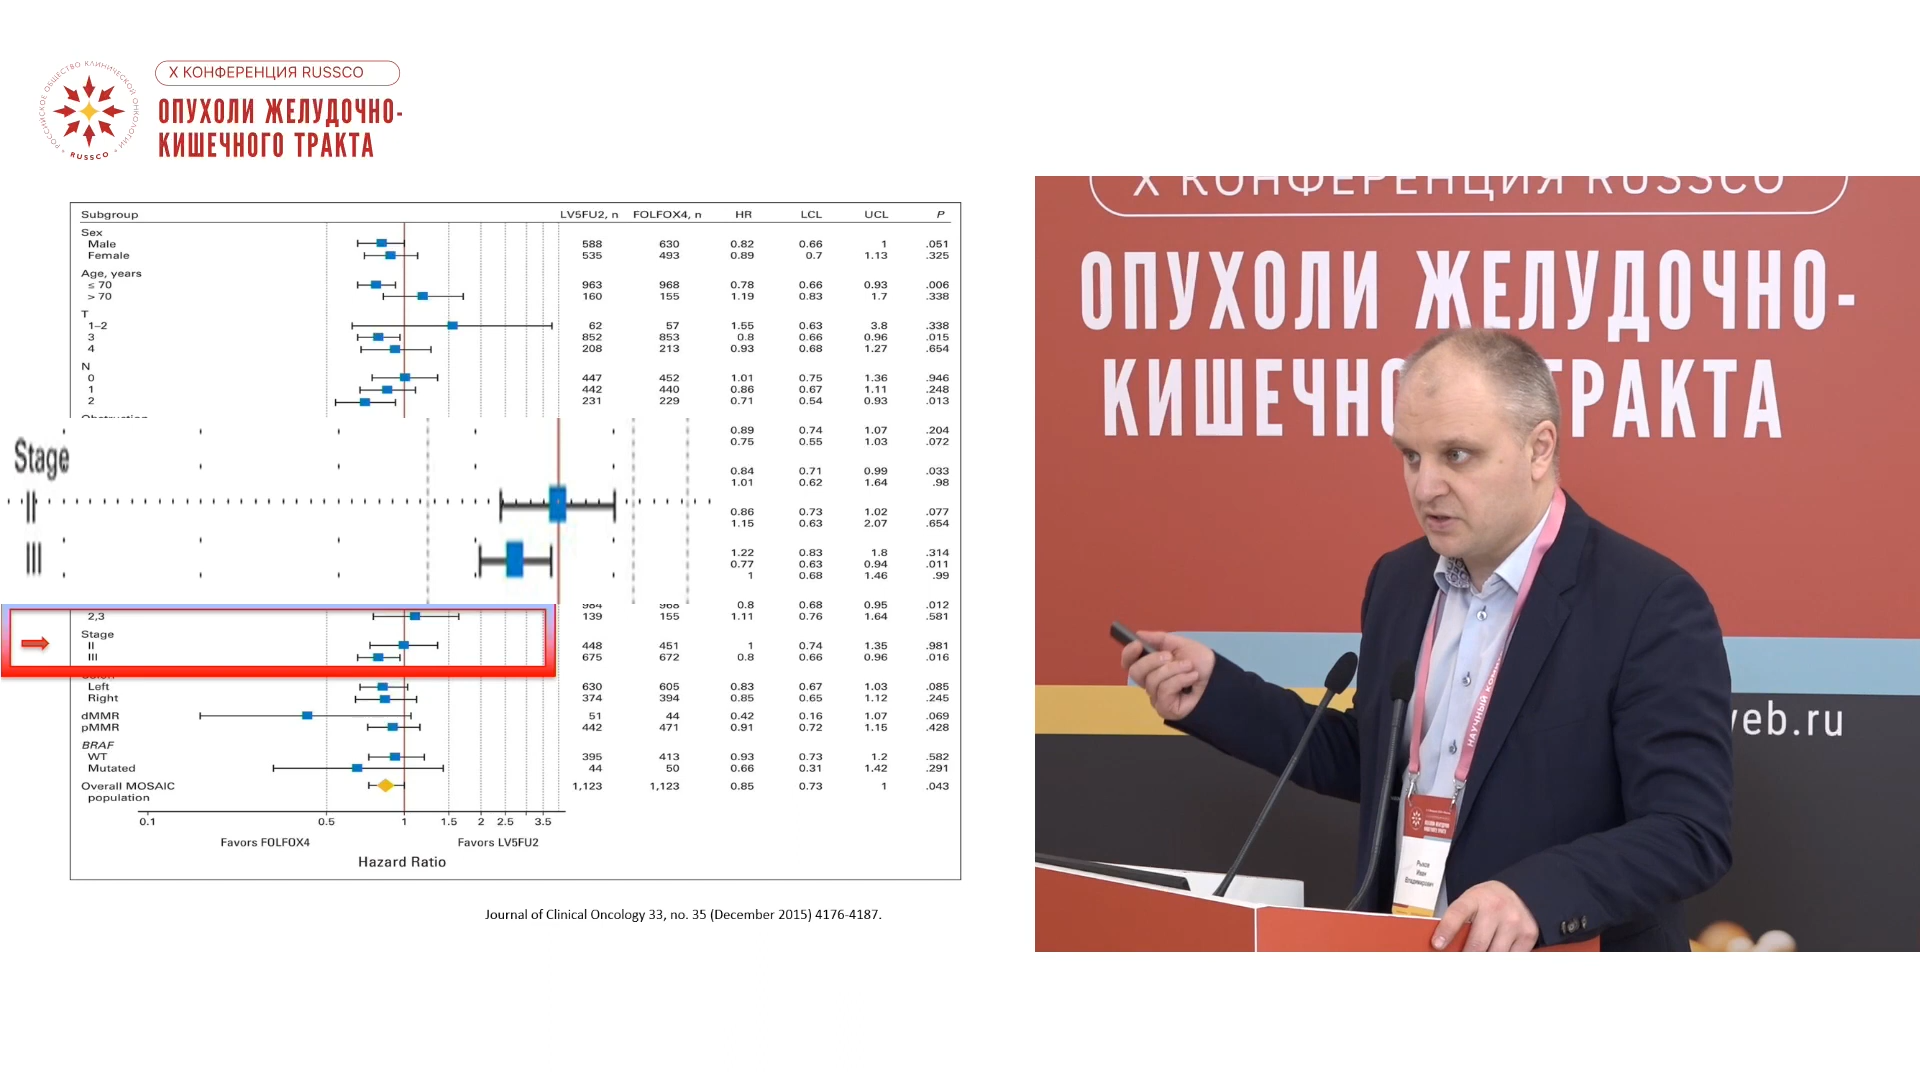 РОССИЙСКОЕ ОБЩЕСТВО КЛИНИЧЕСКОЙ ОНКОЛОГИИ
RUSSCO
X КОНФЕРЕНЦИЯ RUSSCO
ОПУХОЛИ ЖЕЛУДОЧНО-
КИШЕЧНОГО ТРАКТА
Subgroup LV5FU2, n FOLFOX4, n HR LCL UCL P
Sex
Male 588 630 0.82 0.66 1 .051
Female 535 493 0.89 0.7 1.13 .325
Age, years
≤ 70 963 968 0.78 0.66 0.93 .006
> 70 160 155 1.19 0.83 1.7 .338
T
1–2 62 57 1.55 0.63 3.8 .338
3 852 853 0.8 0.66 0.96 .015
4 208 213 0.93 0.68 1.27 .654
N
0 447 452 1.01 0.75 1.36 .946
1 442 440 0.86 0.67 1.11 .248
2 231 229 0.71 0.54 0.93 .013
0.89 0.74 1.07 .204
0.75 0.55 1.03 .072
Stage
0.84 0.71 0.99 .033
1.01 0.62 1.64 .98
II
0.86 0.73 1.02 .077
1.15 0.63 2.07 .654
III
1.22 0.83 1.8 .314
0.77 0.63 0.94 .011
1 0.68 1.46 .99
984 968 0.8 0.68 0.95 .012
2,3 139 155 1.11 0.76 1.64 .581
Stage
II 448 451 1 0.74 1.35 .981
III 675 672 0.8 0.66 0.96 .016
Left 630 605 0.83 0.67 1.03 .085
Right 374 394 0.85 0.65 1.12 .245
dMMR 51 44 0.42 0.16 1.07 .069
pMMR 442 471 0.91 0.72 1.15 .428
BRAF
WT 395 413 0.93 0.73 1.2 .582
Mutated 44 50 0.66 0.31 1.42 .291
Overall MOSAIC 1,123 1,123 0.85 0.73 1 .043
population
0.1 0.5 1 1.5 2 2.5 3.5
Favors FOLFOX4 Favors LV5FU2
Hazard Ratio
Journal of Clinical Oncology 33, no. 35 (December 2015) 4176-4187.
X КОНФЕРЕНЦИЯ RUSSCO
ОПУХОЛИ ЖЕЛУДОЧНО-
КИШЕЧНО ТРАКТА
veb.ru
НАУЧНЫЙ
Рыков
Иван
Владимирович